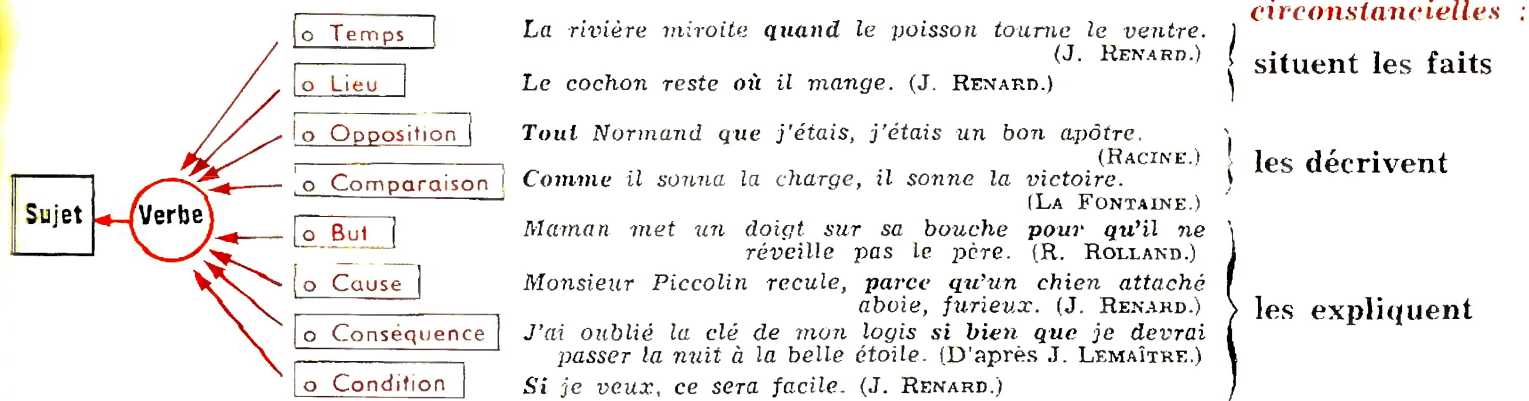 circonstancielles :
o Temps
La rivière miroite quand le poisson tourne le ventre.
(J. RENARD.)
situent les faits
o Lieu
Le cochon reste où il mange. (J. RENARD.)
o Opposition
Tout Normand que j'étais, j'étais un bon apôtre.
(RACINE.)
les décrivent
o Comparaison
Comme il sonna la charge, il sonne la victoire.
(LA FONTAINE.)
Sujet
Verbe
o But
Maman met un doigt sur sa bouche pour qu'il ne
réveille pas le père. (R. ROLLAND.)
o Cause
Monsieur Piccolin recule, parce qu'un chien attaché
aboie, furieux. (J. RENARD.)
les expliquent
o Conséquence
J'ai oublié la clé de mon logis si bien que je devrai
passer la nuit à la belle étoile. (D'après J. LEMAÎTRE.)
o Condition
Si je veux, ce sera facile. (J. RENARD.)